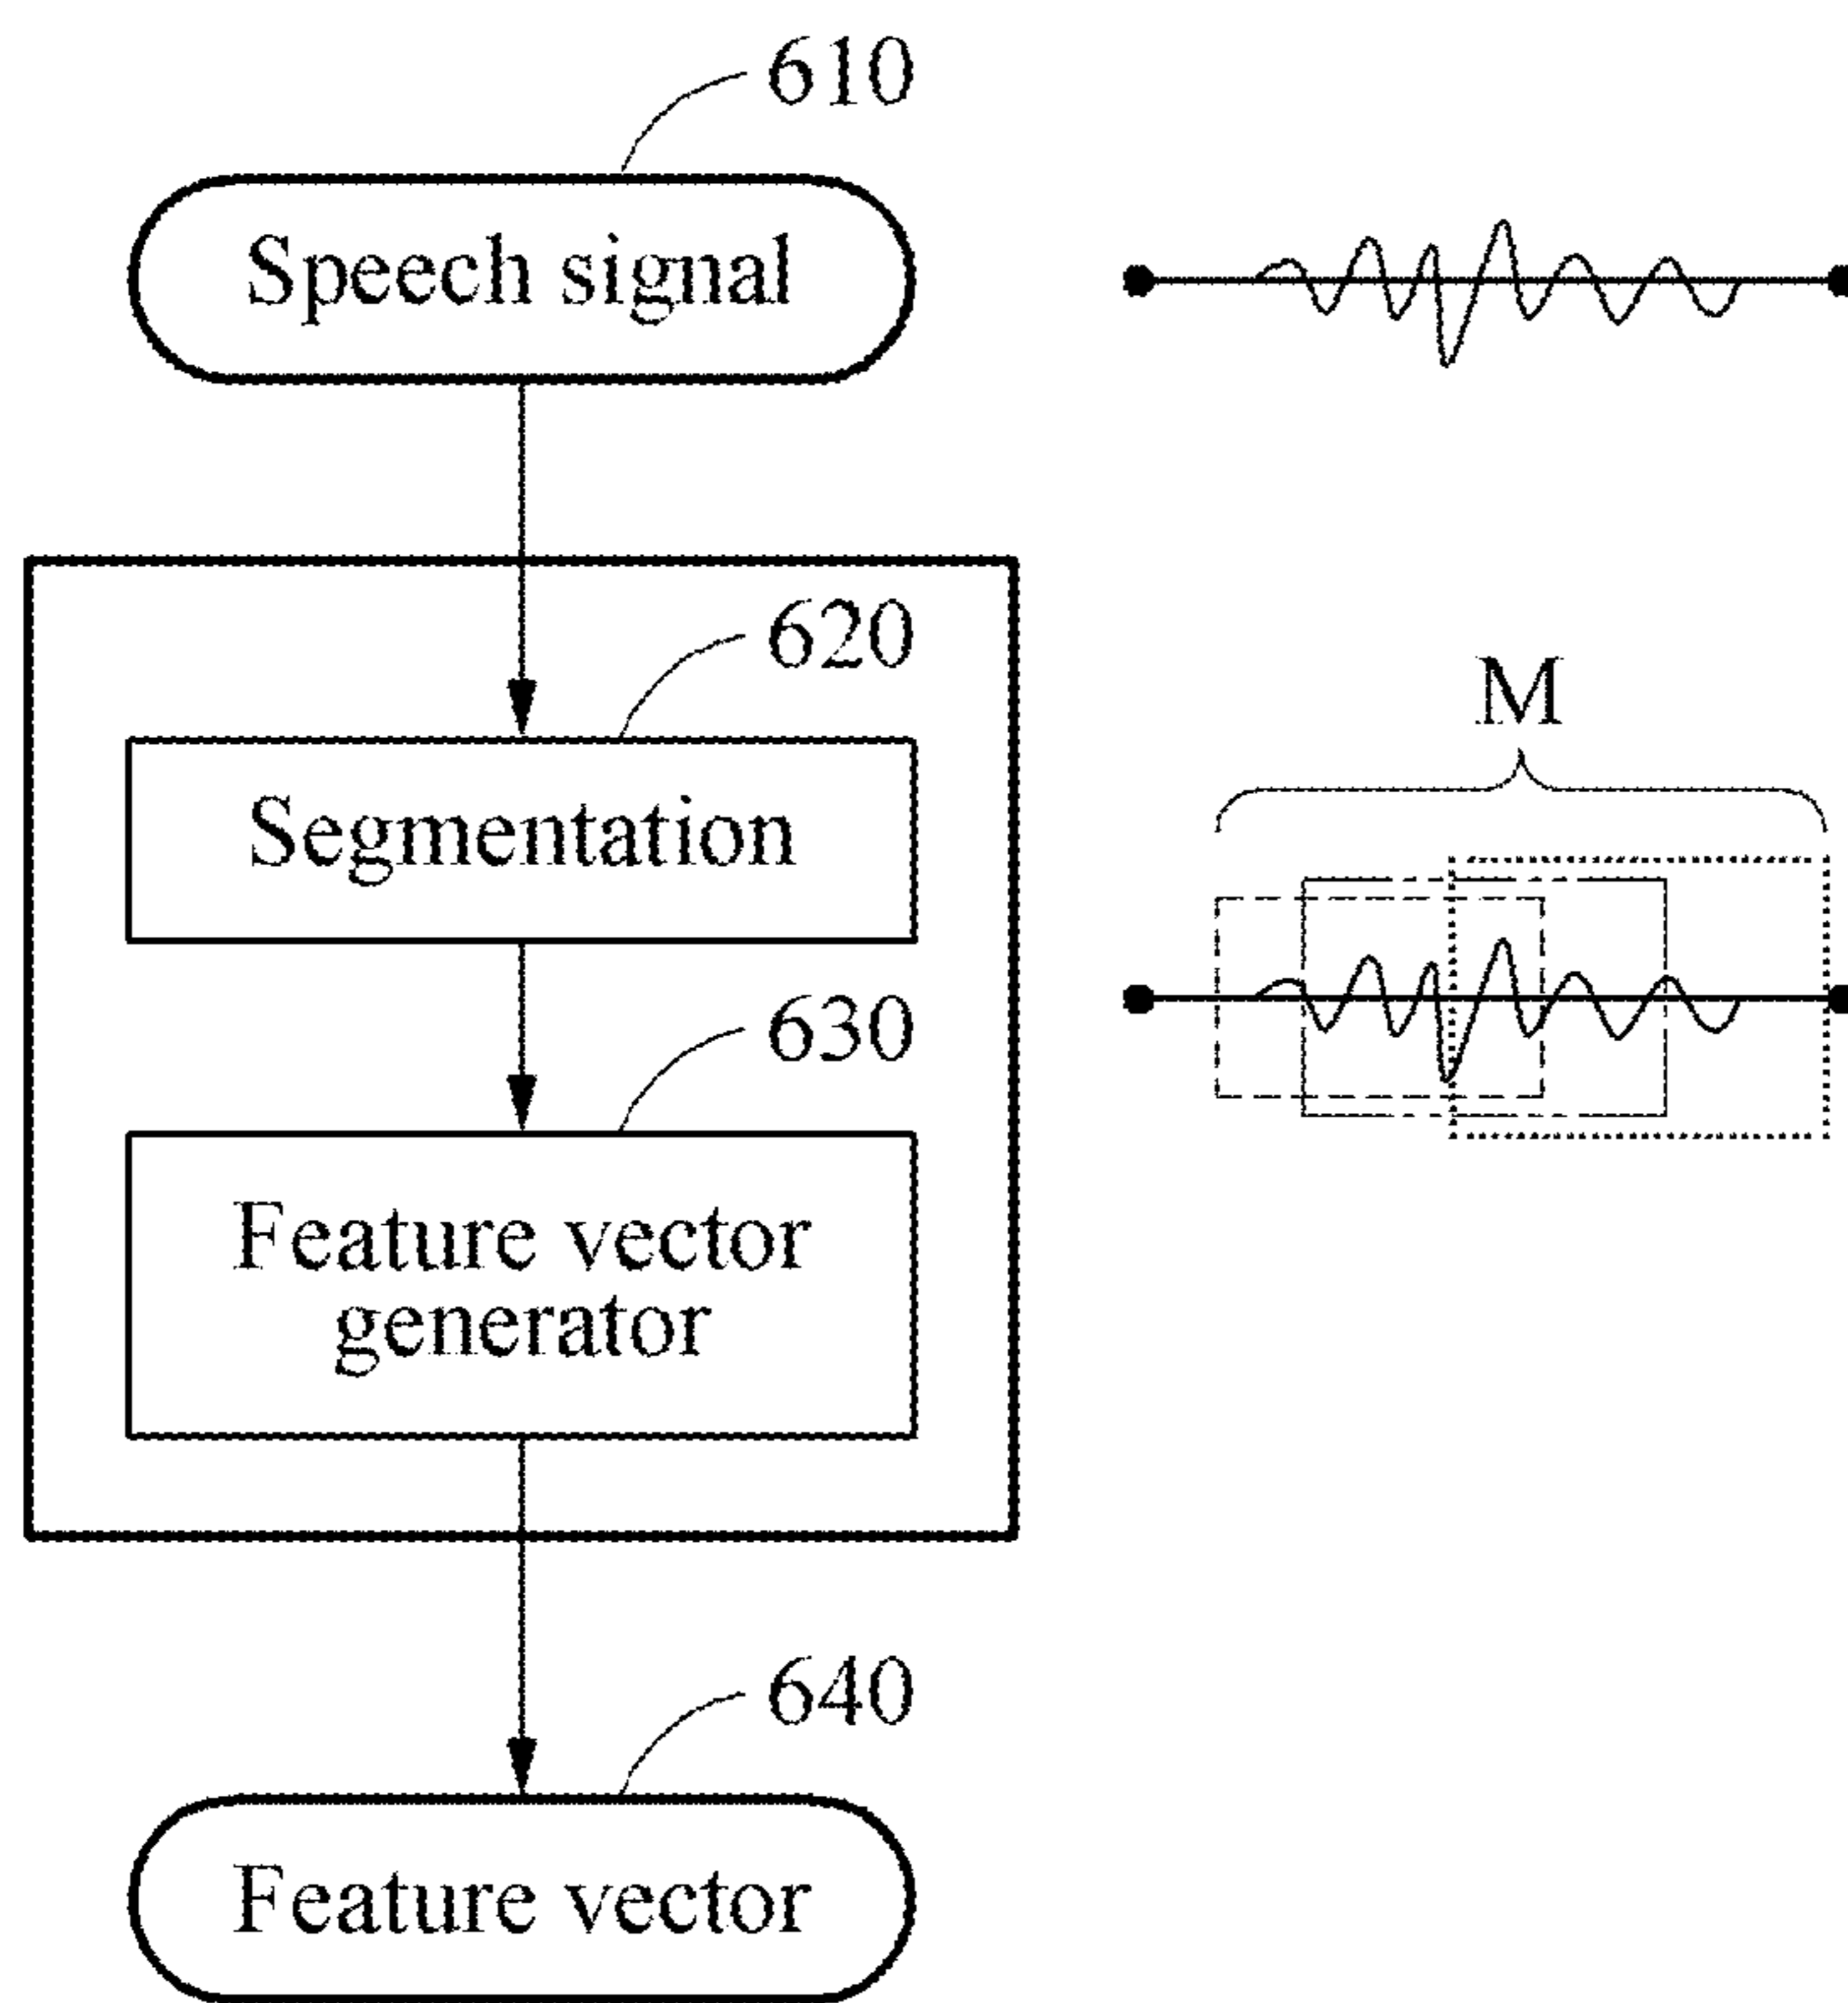 610
Speech signal
620
M
Segmentation
630
Feature vector
generator
640
Feature vector